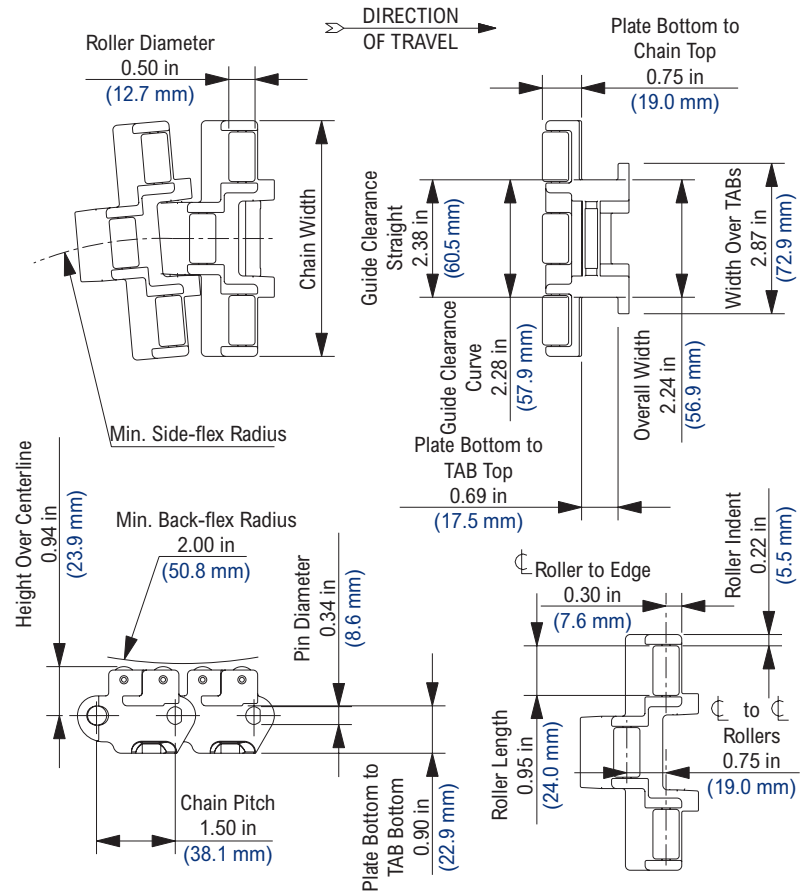 DIRECTION
OF TRAVEL
Roller Diameter
0.50 in
(12.7 mm)
Plate Bottom to
Chain Top
0.75 in
(19.0 mm)
Chain Width
Guide Clearance
Straight
2.38 in
(60.5 mm)
Width Over TABs
2.87 in
(72.9 mm)
Guide Clearance
Curve
2.28 in
(57.9 mm)
Overall Width
2.24 in
(56.9 mm)
Min. Side-flex Radius
Plate Bottom to
TAB Top
0.69 in
(17.5 mm)
Height Over Centerline
0.94 in
(23.9 mm)
Min. Back-flex Radius
2.00 in
(50.8 mm)
Pin Diameter
0.34 in
(8.6 mm)
Roller Indent
0.22 in
(5.5 mm)
℄ Roller to Edge
0.30 in
(7.6 mm)
Roller Length
0.95 in
(24.0 mm)
℄ to ℄
Rollers
0.75 in
(19.0 mm)
Chain Pitch
1.50 in
(38.1 mm)
Plate Bottom to
TAB Bottom
0.90 in
(22.9 mm)